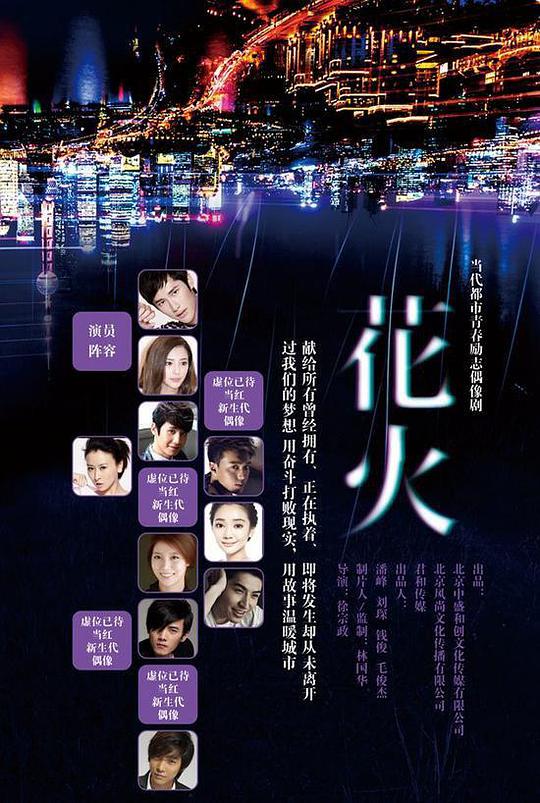 当代都市青春励志偶像剧
花火
出品：
北京中盛和创文化传媒有限公司
北京风尚文化传播有限公司
君和传媒
出品人：
潘峰 刘琛 钱俊 毛俊杰
制片人/监制：林国华
导演：徐宗政
献给所有曾经拥有、正在执着、即将发生却从未离开
过我们的梦想 用奋斗打败现实，用故事温暖城市
演员
阵容
虚位已待
当红
新生代
偶像
虚位已待
当红
新生代
偶像
虚位已待
当红
新生代
偶像
虚位已待
当红
新生代
偶像